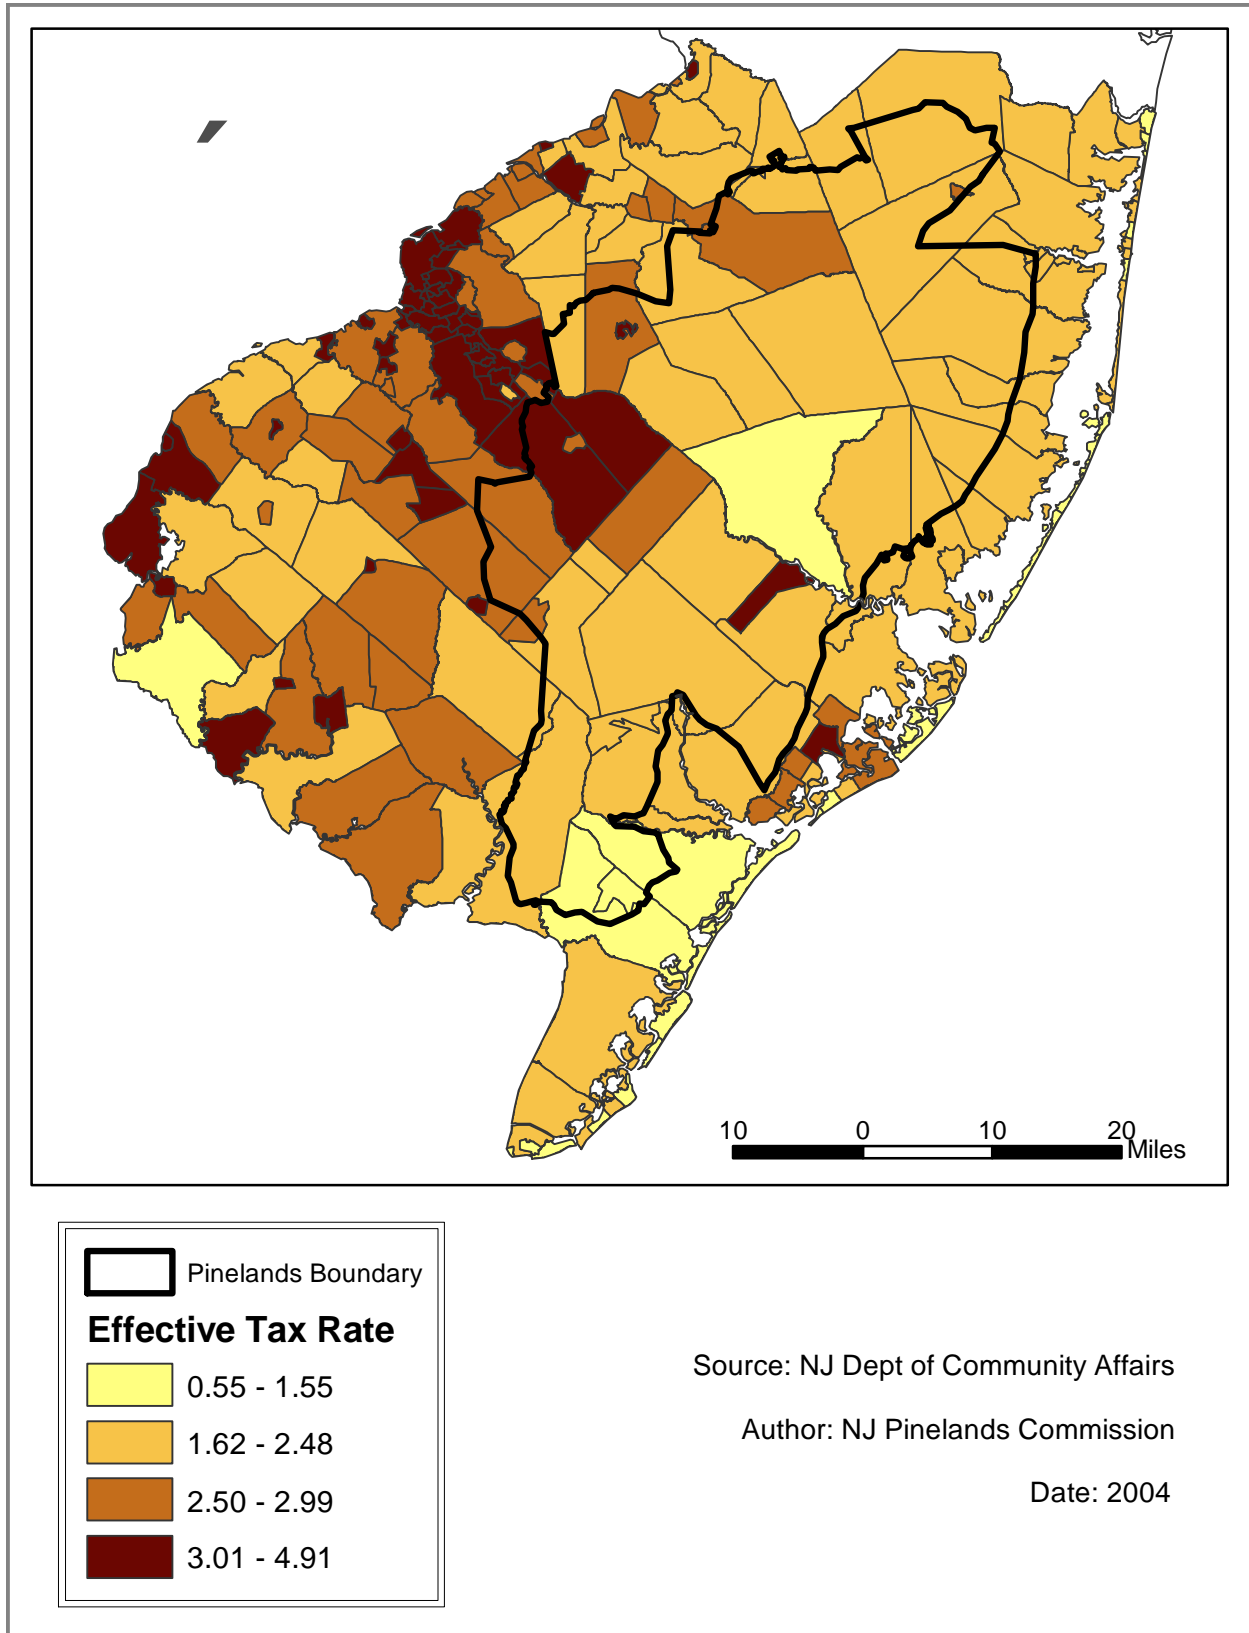 10 0 10 20
Miles
Pinelands Boundary
Effective Tax Rate
0.55 - 1.55
1.62 - 2.48
2.50 - 2.99
3.01 - 4.91
Source: NJ Dept of Community Affairs
Author: NJ Pinelands Commission
Date: 2004